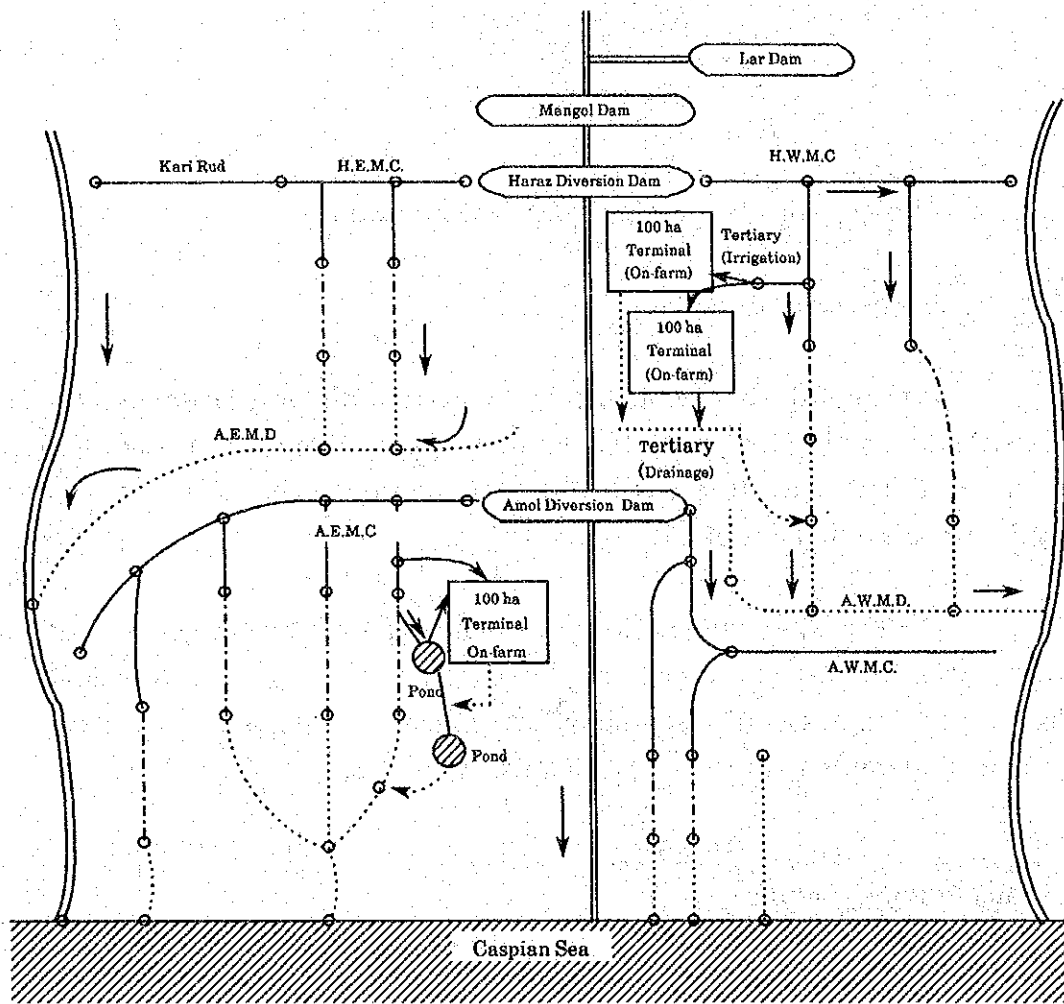 Lar Dam
Mangol Dam
Kari Rud
H.E.M.C.
Haraz Diversion Dam
H.W.M.C
100 ha
Terminal
(On-farm)
Tertiary
(Irrigation)
100 ha
Terminal
(On-farm)
A.E.M.D
Tertiary
(Drainage)
Amol Diversion Dam
A.E.M.C
100 ha
Terminal
On-farm
A.W.M.D.
A.W.M.C.
Pond
Pond
Caspian Sea